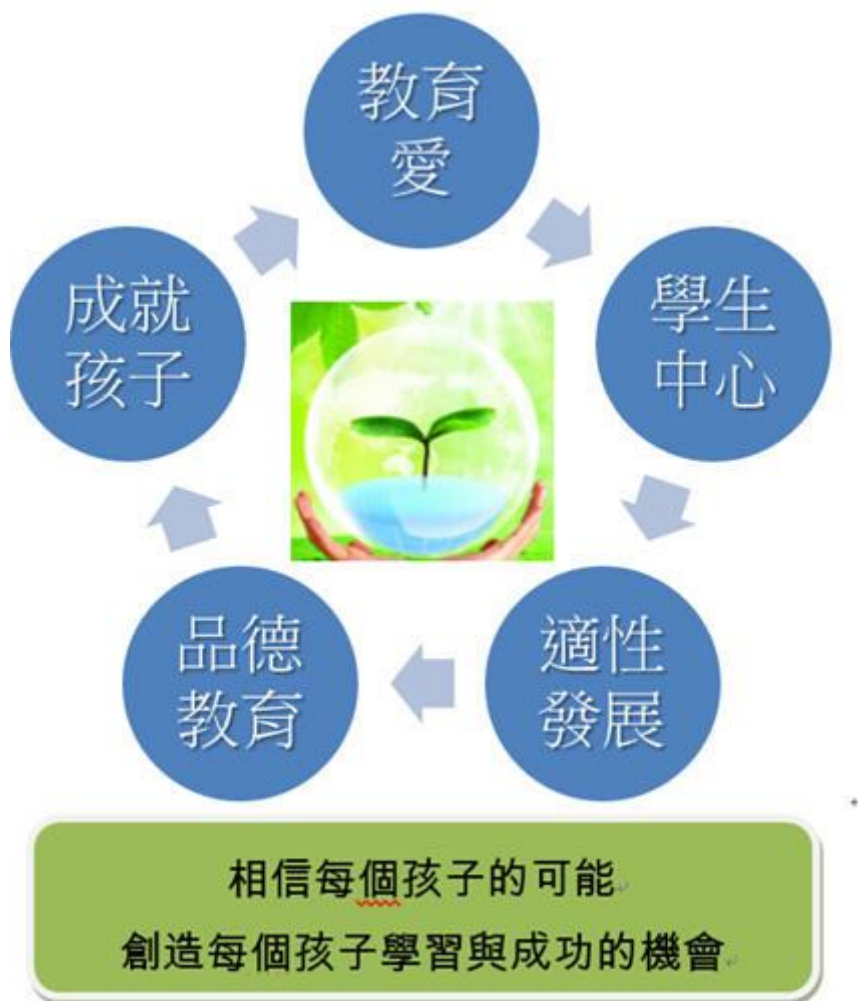 教育
愛
學生
中心
適性
發展
品德
教育
成就
孩子
相信每個孩子的可能
創造每個孩子學習與成功的機會